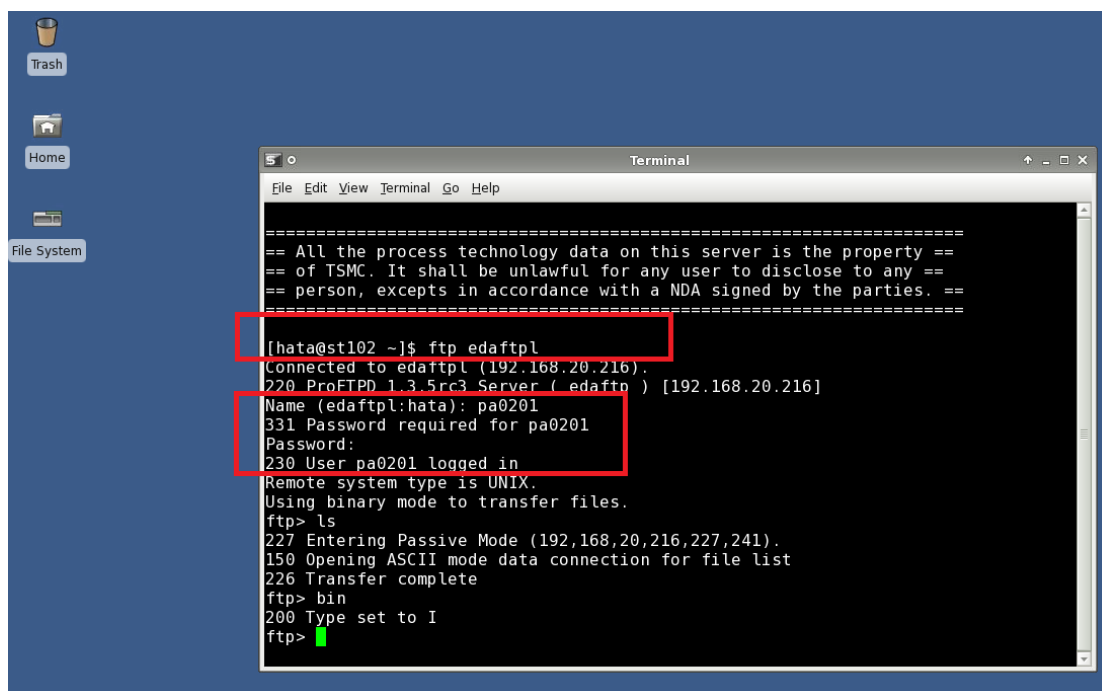 Trash
Home
File System
Terminal
File Edit View Terminal Go Help
=====================================================================
== All the process technology data on this server is the property ==
== of TSMC. It shall be unlawful for any user to disclose to any ==
== person, excepts in accordance with a NDA signed by the parties. ==
=====================================================================
[hata@st102 ~]$ ftp edaftpl
Connected to edaftpl (192.168.20.216).
220 ProFTPD 1.3.5rc3 Server ( edaftp ) [192.168.20.216]
Name (edaftpl:hata): pa0201
331 Password required for pa0201
Password:
230 User pa0201 logged in
Remote system type is UNIX.
Using binary mode to transfer files.
ftp> ls
227 Entering Passive Mode (192,168,20,216,227,241).
150 Opening ASCII mode data connection for file list
226 Transfer complete
ftp> bin
200 Type set to I
ftp>